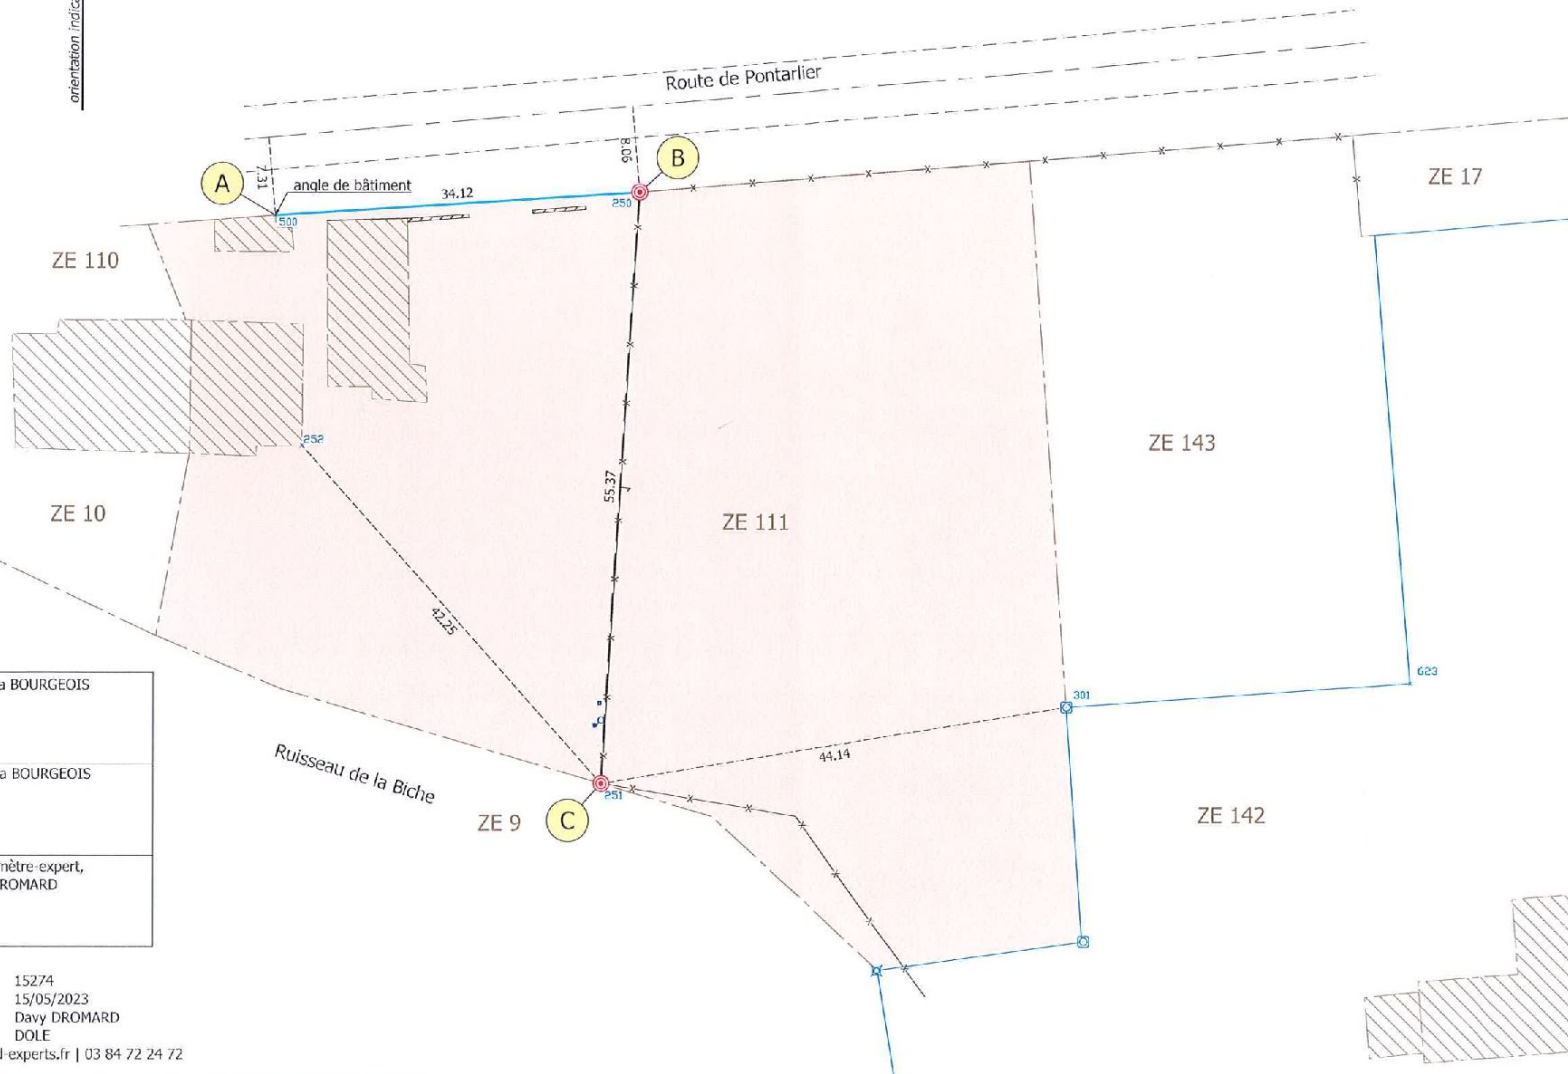 orientation indica
Route de Pontarlier
8.06
B
A
7.31
angle de bâtiment
34.12
ZE 17
250
500
ZE 110
252
ZE 143
55.37
ZE 10
ZE 111
42.25
623
a BOURGEOIS
301
44.14
Ruisseau de la Biche
a BOURGEOIS
251
ZE 9
C
ZE 142
mètre-expert,
ROMARD
15274
15/05/2023
Davy DROMARD
DOLE
d-experts.fr | 03 84 72 24 72